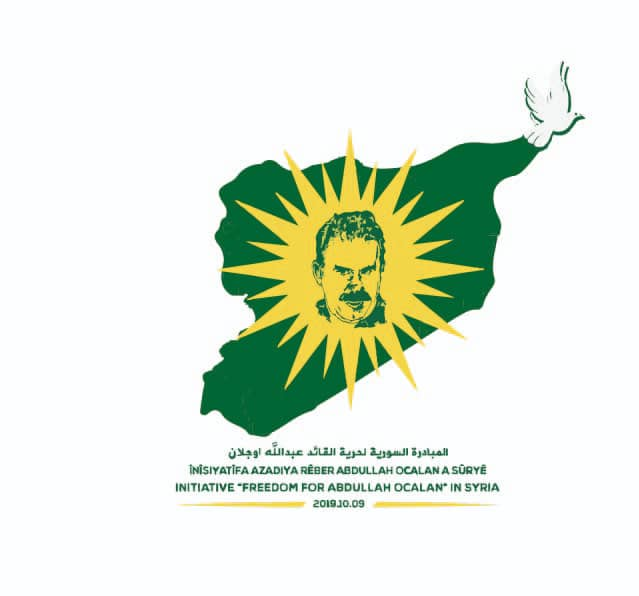 المبادرة السورية لحرية القائد عبدالله اوجلان
ÎNÎSIYATÎFA AZADIYA RÊBER ABDULLAH OCALAN A SÛRYÊ
INITIATIVE "FREEDOM FOR ABDULLAH OCALAN" IN SYRIA
2019.10.09